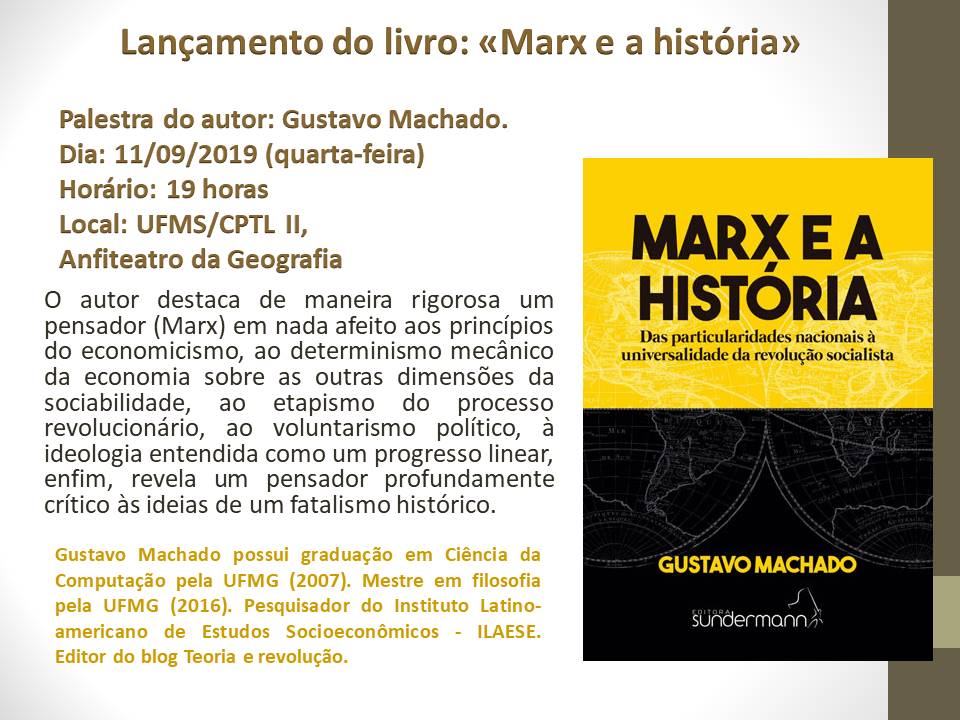 Lançamento do livro: «Marx e a história»
Palestra do autor: Gustavo Machado.
Dia: 11/09/2019 (quarta-feira)
Horário: 19 horas
Local: UFMS/CPTL II,
Anfiteatro da Geografia
O autor destaca de maneira rigorosa um
pensador (Marx) em nada afeito aos princípios
do economicismo, ao determinismo mecânico
da economia sobre as outras dimensões da
sociabilidade, ao etapismo do processo
revolucionário, ao voluntarismo político, à
ideologia entendida como um progresso linear,
enfim, revela um pensador profundamente
crítico às ideias de um fatalismo histórico.
Gustavo Machado possui graduação em Ciência da
Computação pela UFMG (2007). Mestre em filosofia
pela UFMG (2016). Pesquisador do Instituto Latino-
americano de Estudos Socioeconômicos - ILAESE.
Editor do blog Teoria e revolução.
MARX E A
HISTÓRIA
Das particularidades nacionais à
universalidade da revolução socialista
GUSTAVO MACHADO
EDITORA
sundermann